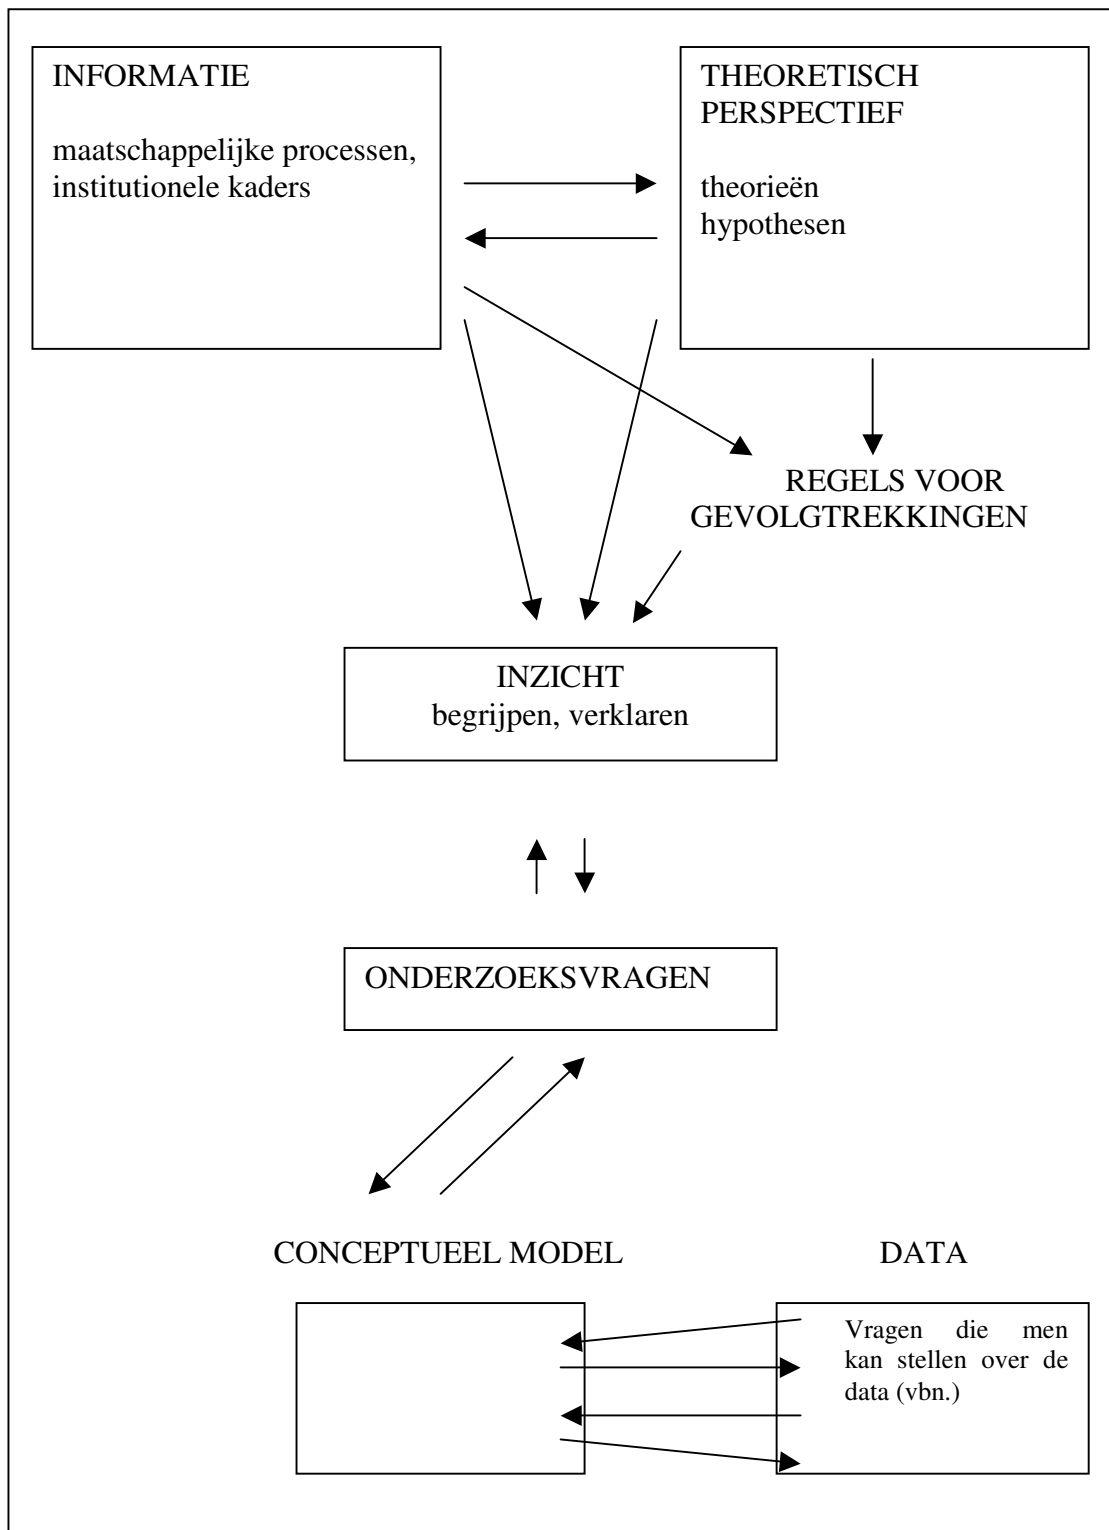 INFORMATIE
maatschappelijke processen,
institutionele kaders
THEORETISCH
PERSPECTIEF
theorieën
hypothesen
REGELS VOOR
GEVOLGTREKKINGEN
INZICHT
begrijpen, verklaren
ONDERZOEKSVRAGEN
CONCEPTUEEL MODEL
DATA
Vragen die men
kan stellen over de
data (vbn.)